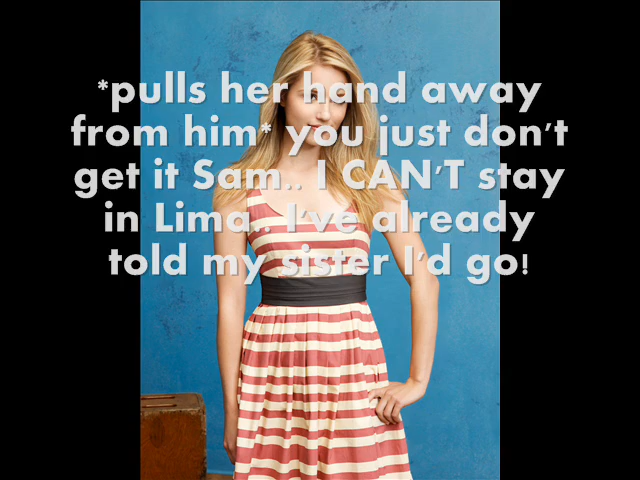 *pulls her hand away
from him* you just don't
get it Sam.. I CAN'T stay
in Lima.. I've already
told my sister I'd go!